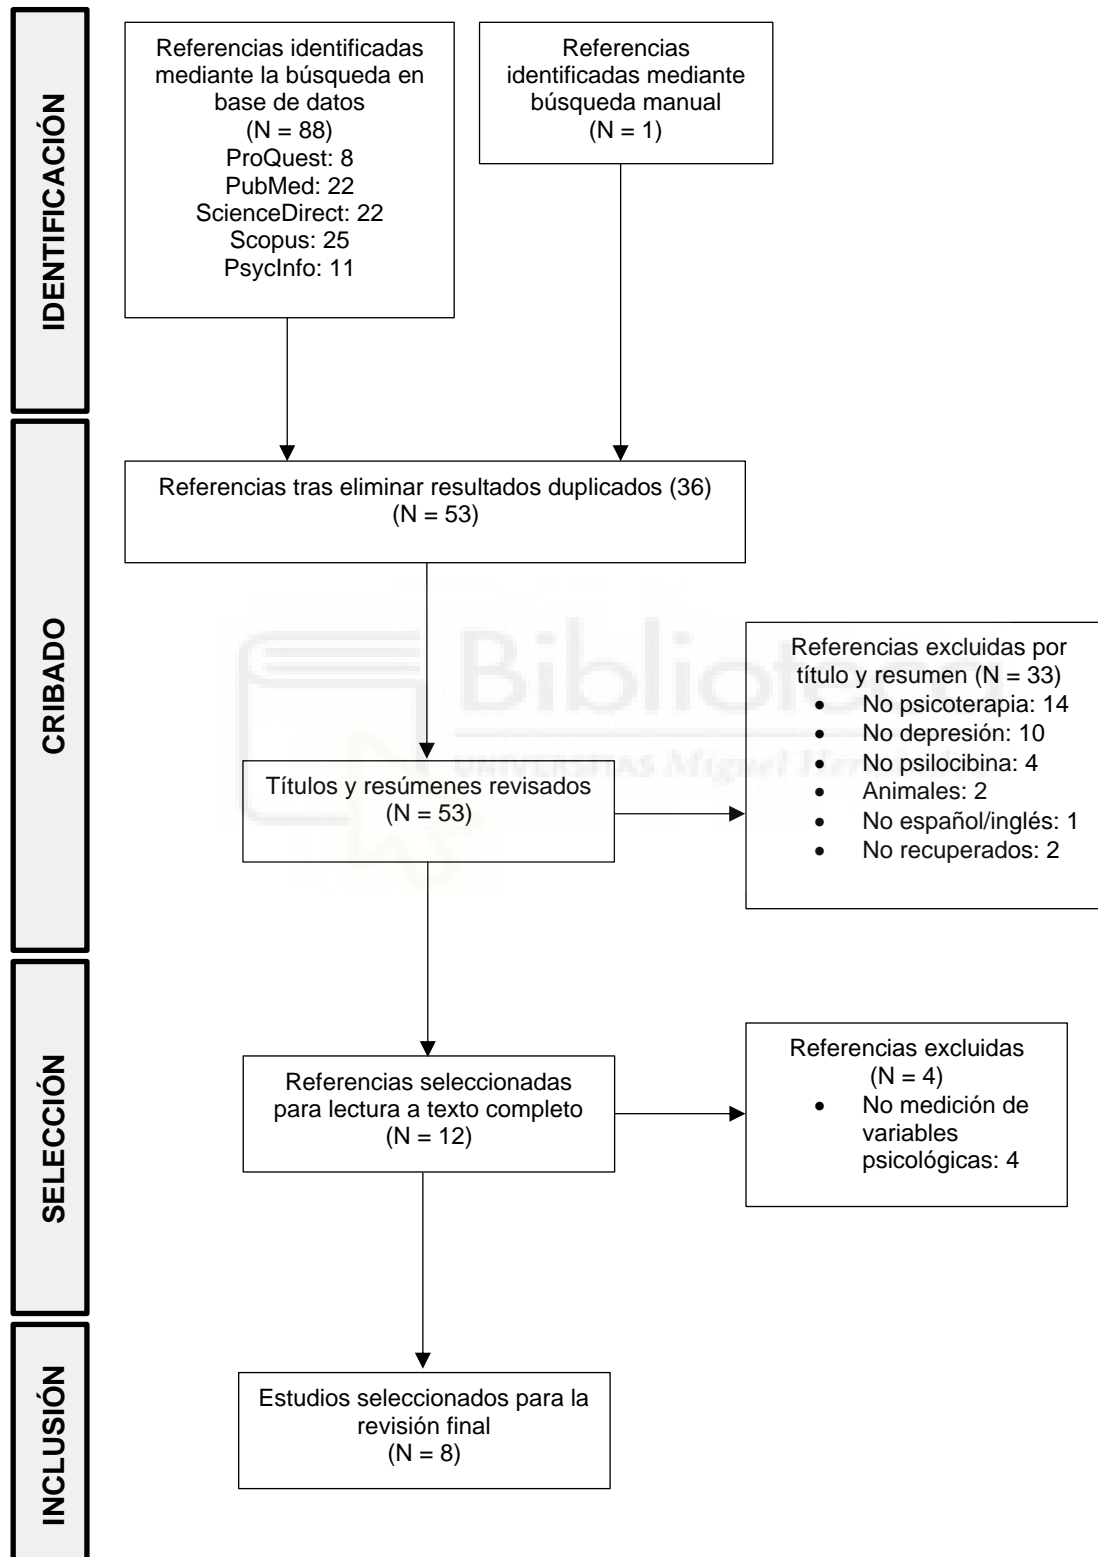 IDENTIFICACIÓN
Referencias identificadas
mediante la búsqueda en
base de datos
(N = 88)
ProQuest: 8
PubMed: 22
ScienceDirect: 22
Scopus: 25
PsycInfo: 11
Referencias
identificadas mediante
búsqueda manual
(N = 1)
CRIBADO
Referencias tras eliminar resultados duplicados (36)
(N = 53)
Biblioteca
UNIVERSITAS Miguel Hernández
Títulos y resúmenes revisados
(N = 53)
Referencias excluidas por
título y resumen (N = 33)
• No psicoterapia: 14
• No depresión: 10
• No psilocibina: 4
• Animales: 2
• No español/inglés: 1
• No recuperados: 2
SELECCIÓN
Referencias seleccionadas
para lectura a texto completo
(N = 12)
Referencias excluidas
(N = 4)
• No medición de
variables
psicológicas: 4
INCLUSIÓN
Estudios seleccionados para la
revisión final
(N = 8)